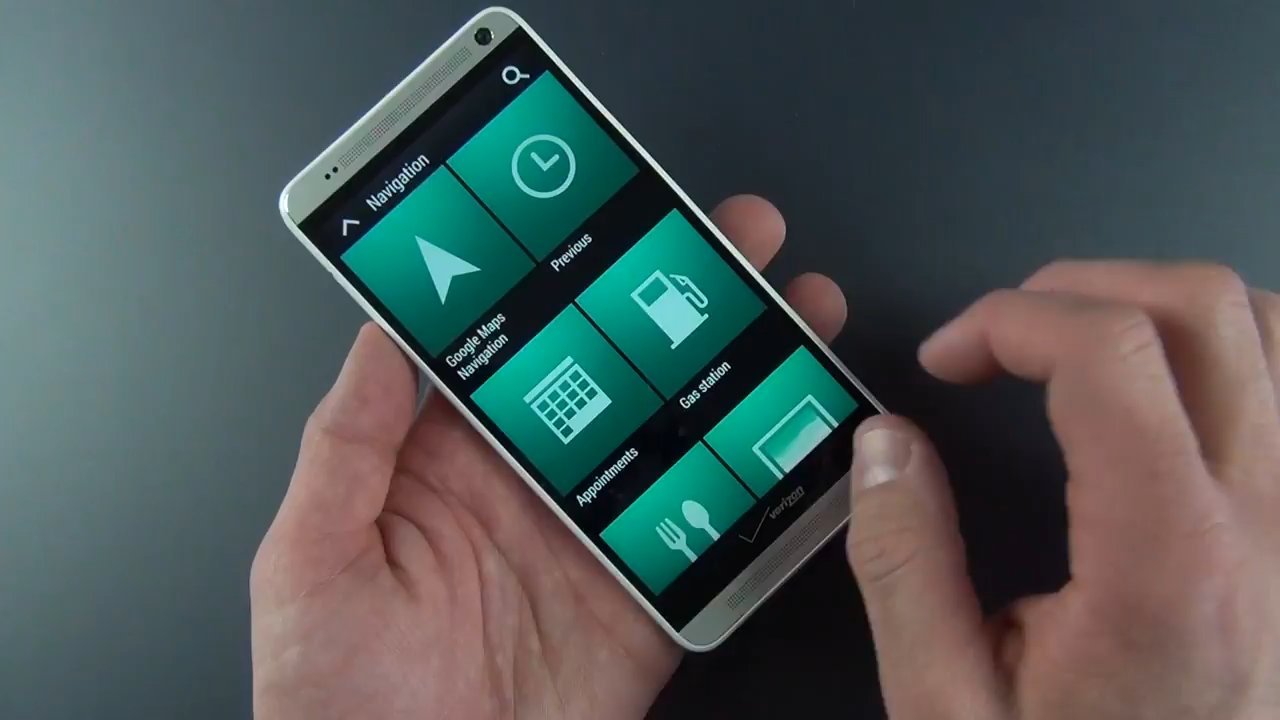 Navigation
Previous
Google Maps
Navigation
Gas station
Appointments
verizon